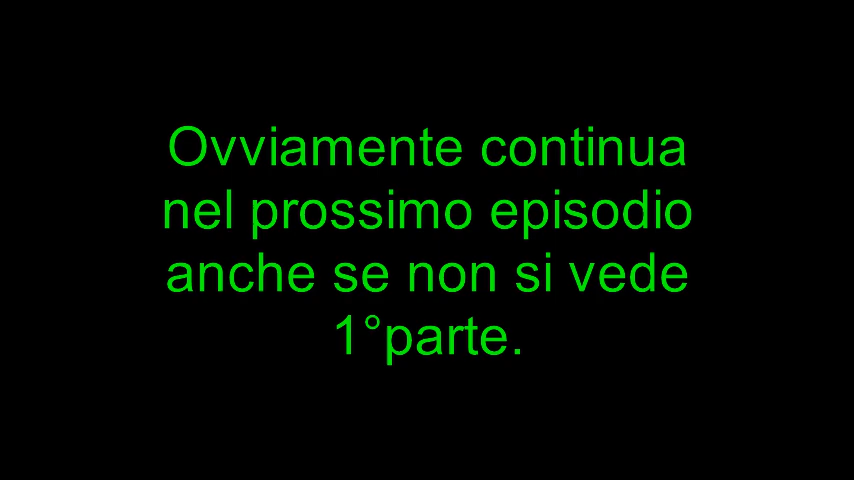 Ovviamente continua
nel prossimo episodio
anche se non si vede
1°parte.